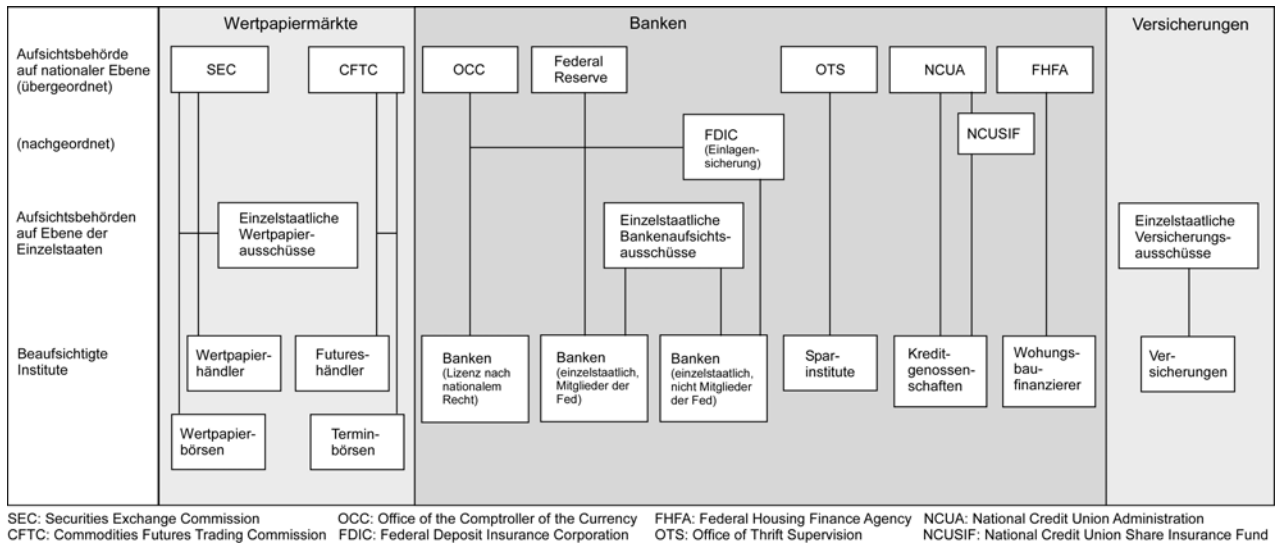 Wertpapiermärkte
Banken
Versicherungen
Aufsichtsbehörde
auf nationaler Ebene
(übergeordnet)
SEC
CFTC
OCC
Federal
Reserve
OTS
NCUA
FHFA
(nachgeordnet)
FDIC
(Einlagen-
sicherung)
NCUSIF
Aufsichtsbehörden
auf Ebene der
Einzelstaaten
Einzelstaatliche
Wertpapier-
ausschüsse
Einzelstaatliche
Bankenaufsichts-
ausschüsse
Einzelstaatliche
Versicherungs-
ausschüsse
Beaufsichtigte
Institute
Wertpapier-
händler
Futures-
händler
Banken
(Lizenz nach
nationalem
Recht)
Banken
(einzelstaatlich,
Mitglieder der
Fed)
Banken
(einzelstaatlich,
nicht Mitglieder
der Fed)
Spar-
institute
Kredit-
genossen-
schaften
Wohungs-
bau-
finanzierer
Ver-
sicherungen
Wertpapier-
börsen
Termin-
börsen
SEC: Securities Exchange Commission
OCC: Office of the Comptroller of the Currency
FHFA: Federal Housing Finance Agency
NCUA: National Credit Union Administration
CFTC: Commodities Futures Trading Commission
FDIC: Federal Deposit Insurance Corporation
OTS: Office of Thrift Supervision
NCUSIF: National Credit Union Share Insurance Fund